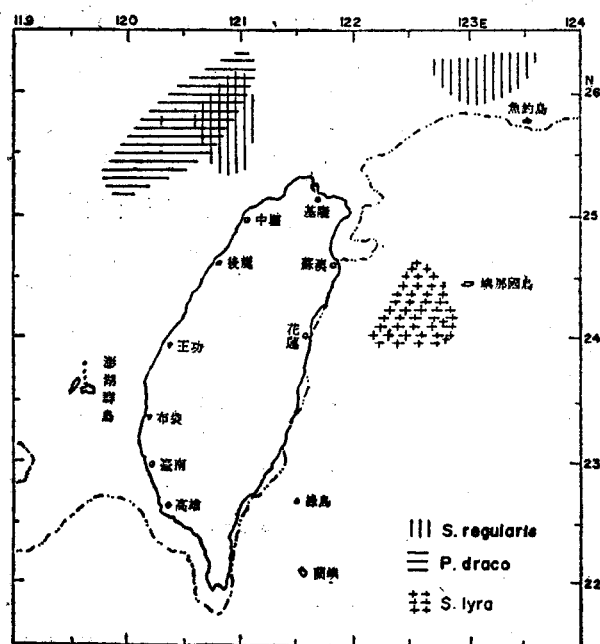 119 120 121 122 123E 124
N
26
魚釣島
25
基隆
中壢
後龍
蘇澳
與那國島
花蓮
24
王功
澎湖群島
布袋
23
臺南
綠島
高雄
S. regularis
P. draco
蘭嶼
22
S. lyra